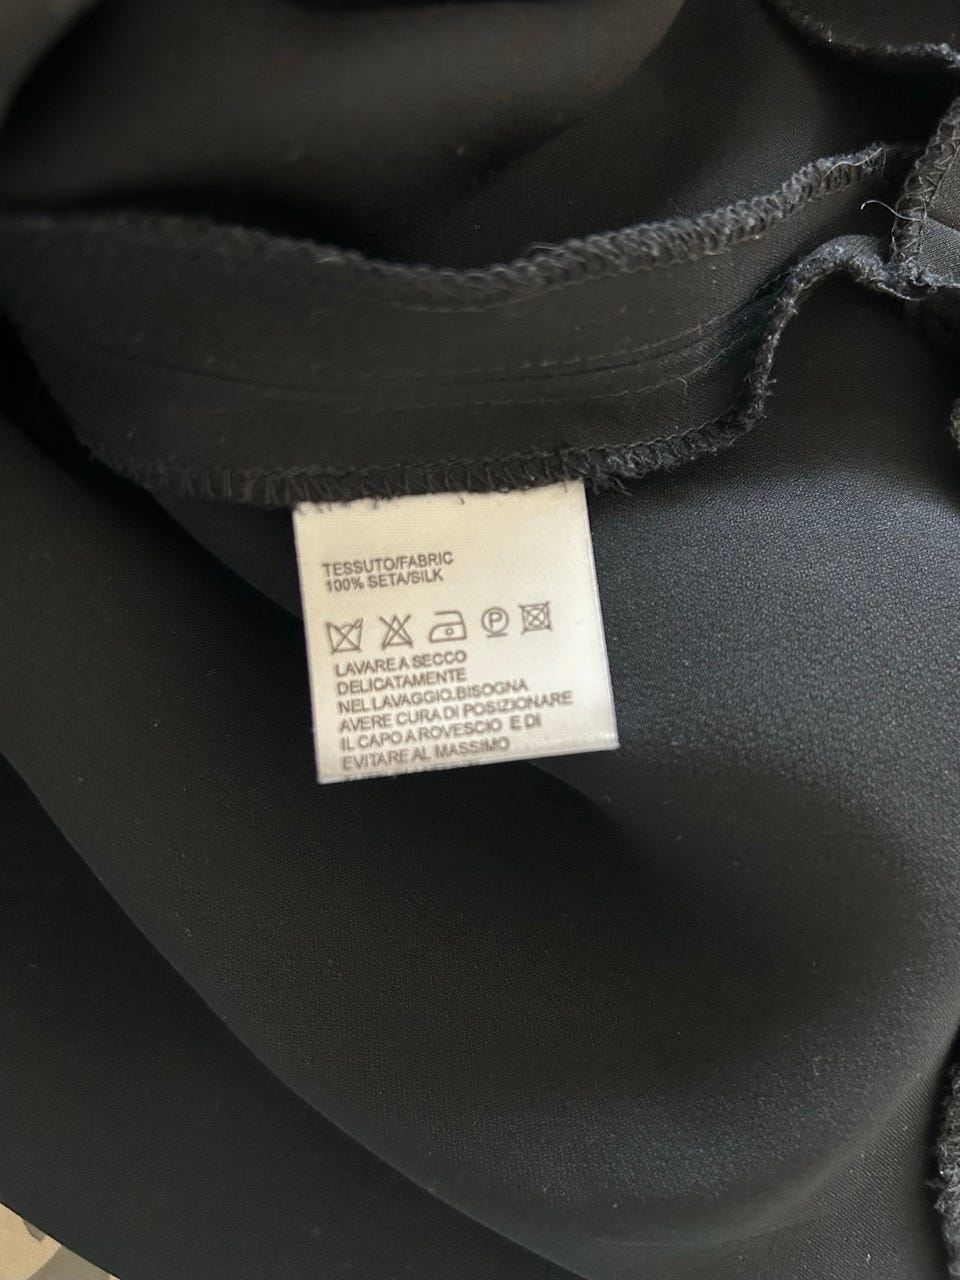 TESSUTO/FABRIC
100% SETA/SILK
P
LAVARE A SECCO
DELICATAMENTE
NEL LAVAGGIO.BISOGNA
AVERE CURA DI POSIZIONARE
IL CAPO A ROVESCIO E DI
EVITARE AL MASSIMO